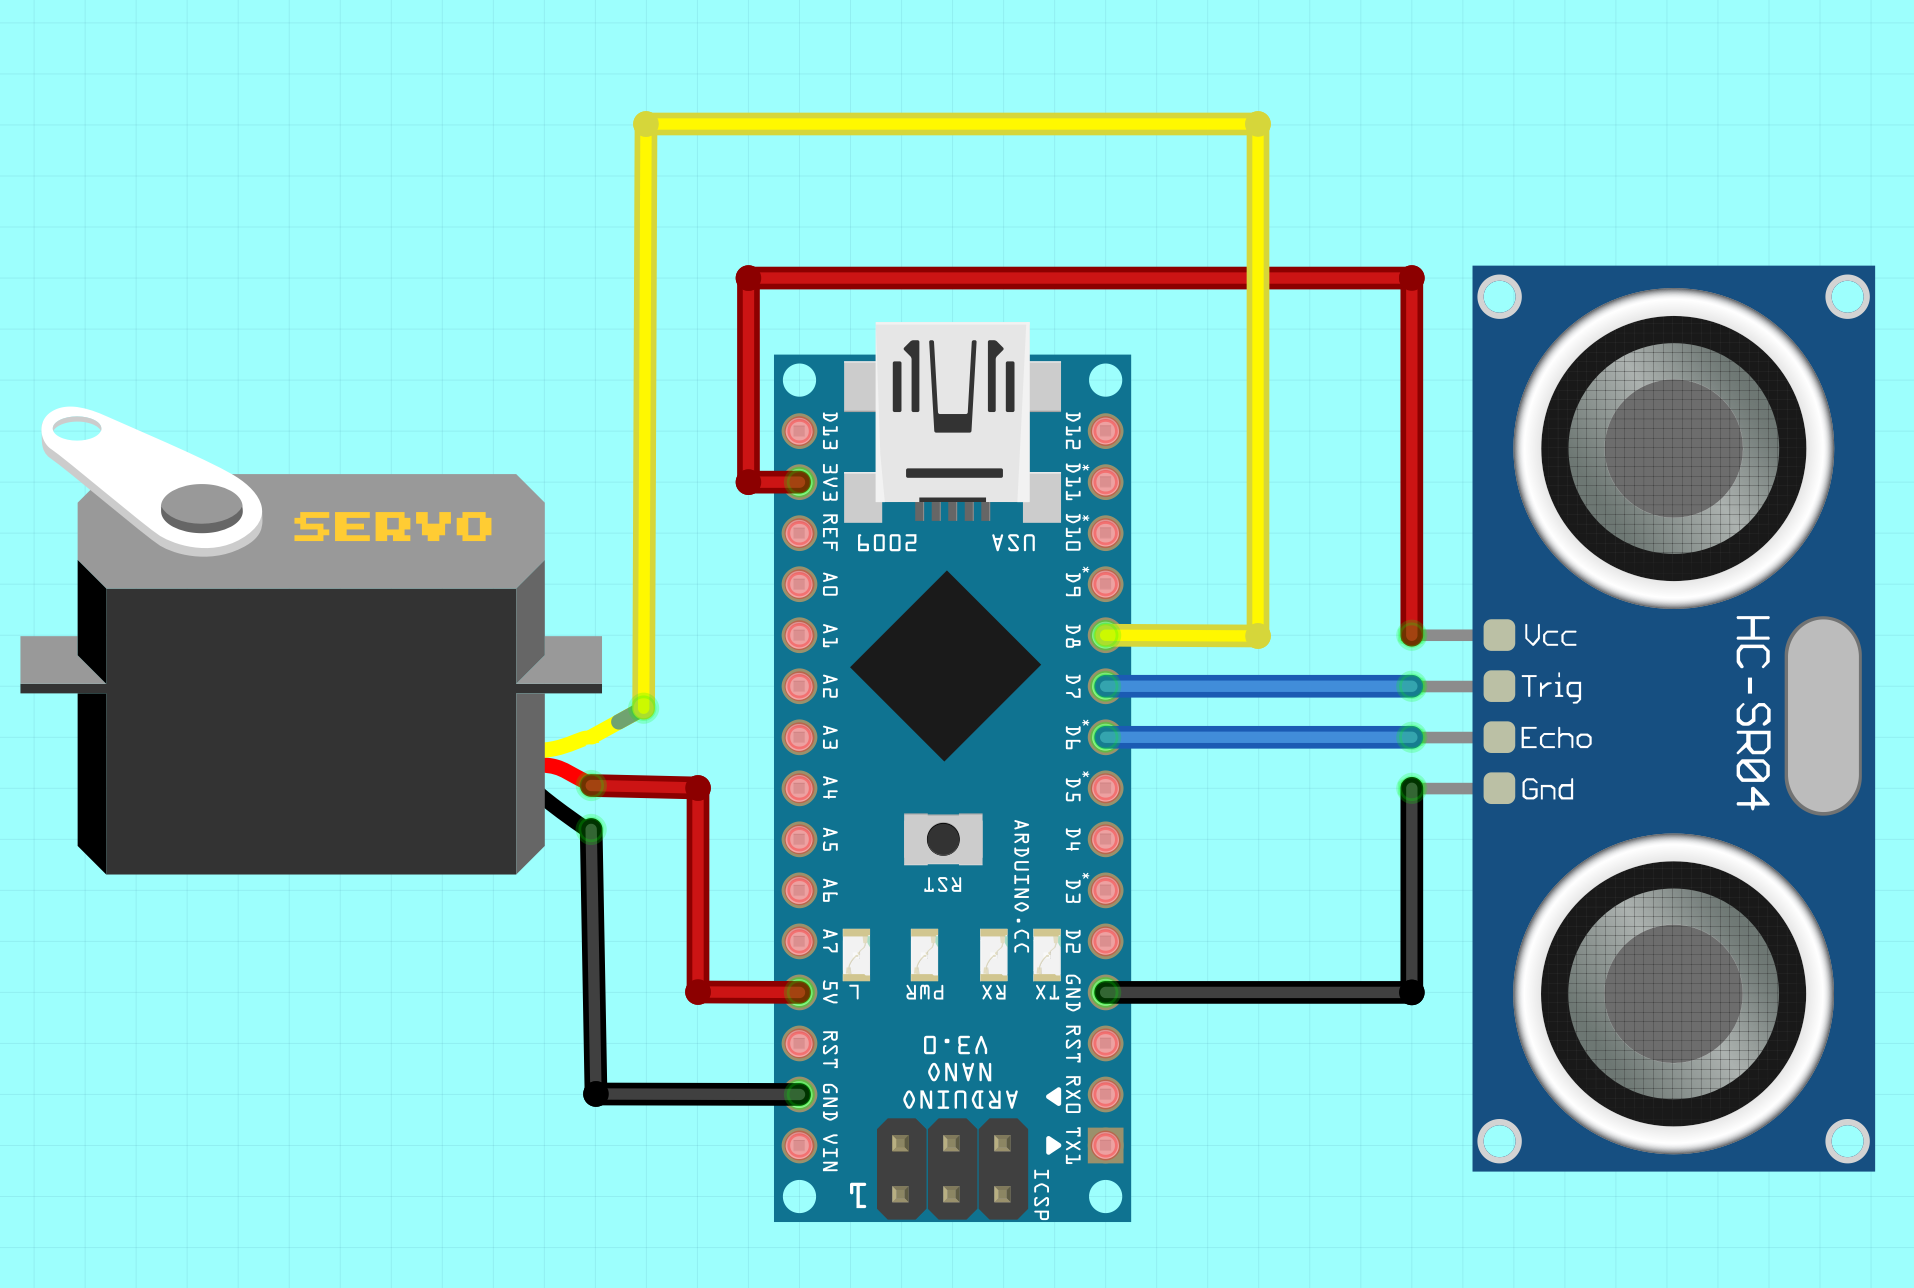 SERVO
D13
3V3
REF
A0
A1
A2
A3
A4
A5
A6
A7
5V
RST
GND
VIN
D12
D11*
D10*
D9*
D8
D7
D6*
D5*
D4
D3*
D2
GND
RST
RX0
TX1
2009
USA
RST
ARDUINO.CC
L
PWR
RX
TX
ARDUINO
NANO
V3.0
1
ICSP
Vcc
Trig
Echo
Gnd
HC-SR04